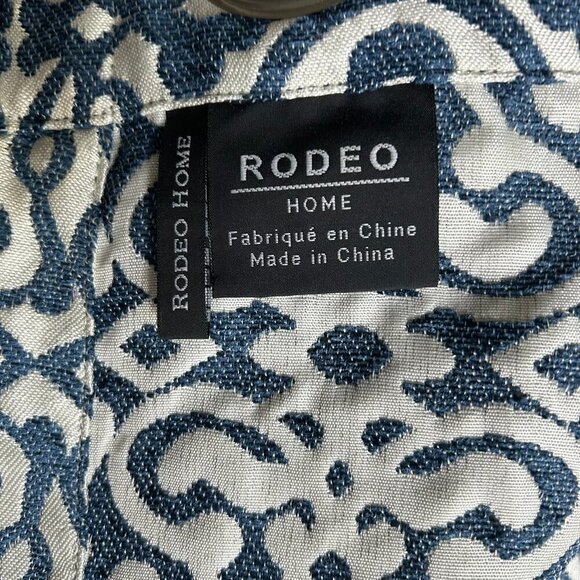 RODEO HOME
RODEO
HOME
Fabriqué en Chine
Made in China